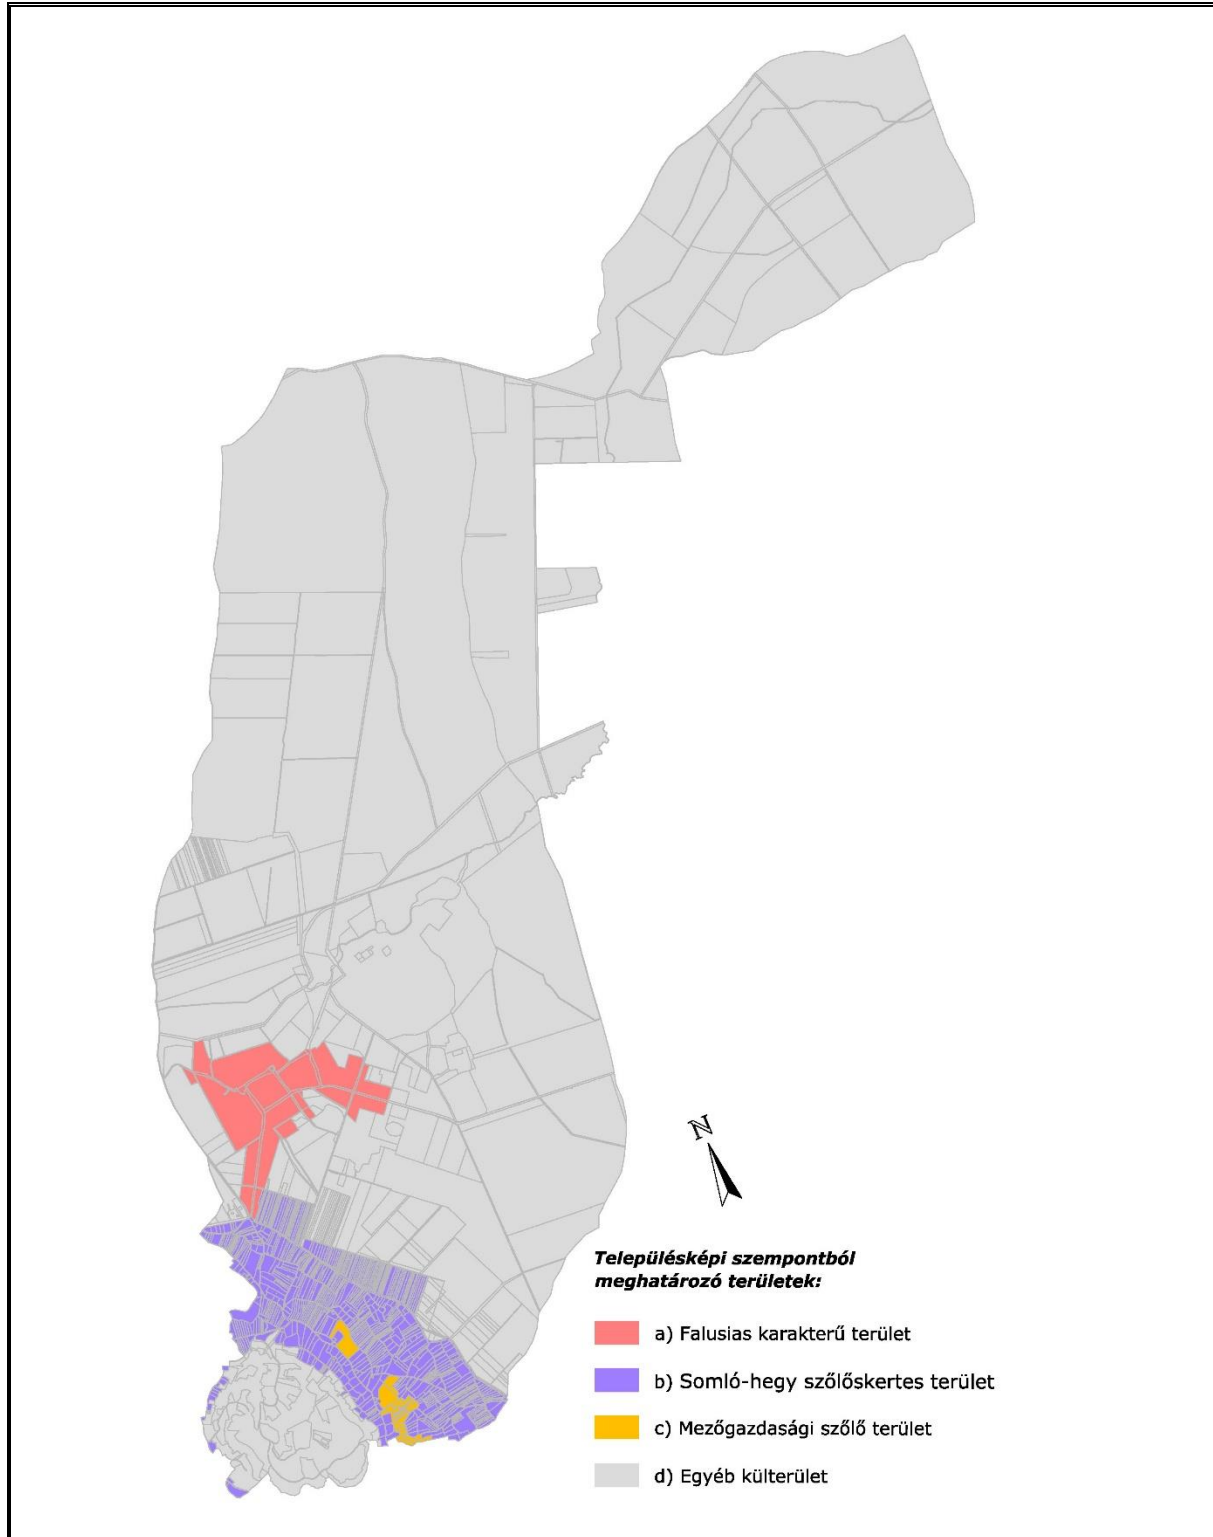 N
Településképi szempontból
meghatározó területek:
a) Falusias karakterű terület
b) Somló-hegy szőlőskertes terület
c) Mezőgazdasági szőlő terület
d) Egyéb külterület